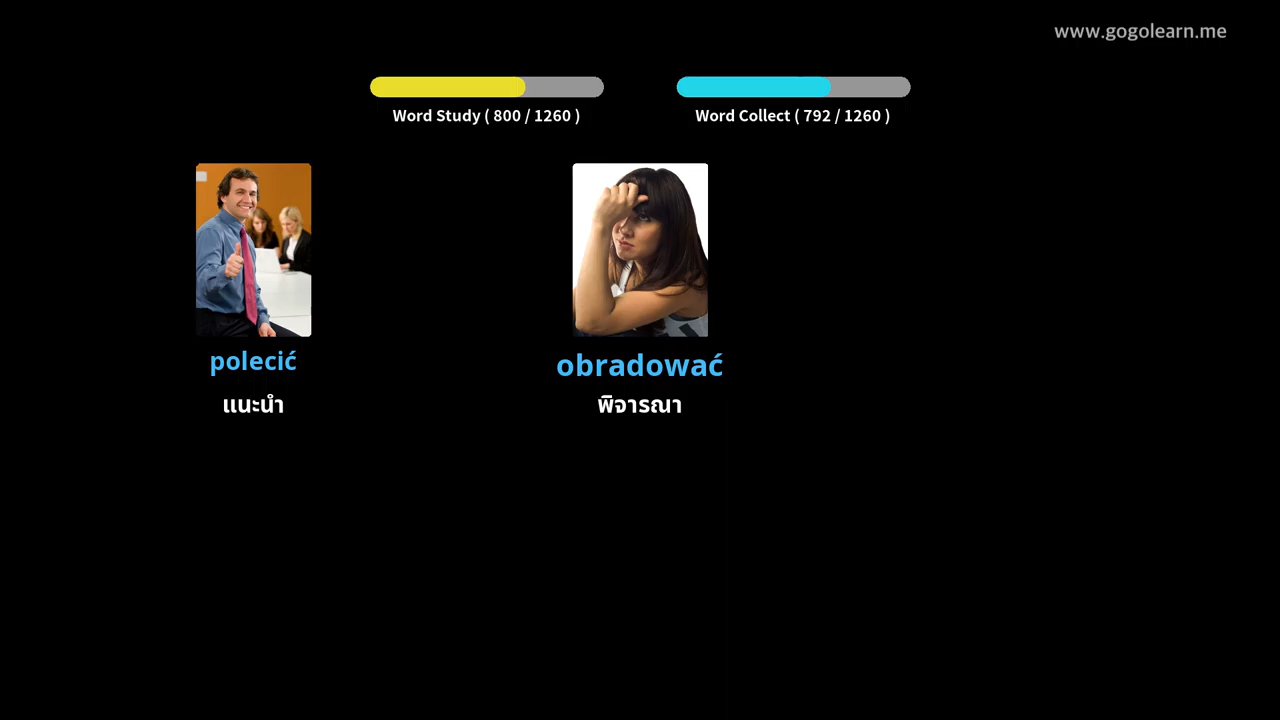 www.gogolearn.me
Word Study ( 800 / 1260 )
Word Collect ( 792 / 1260 )
polecić
obradować
แนะนำ
พิจารณา